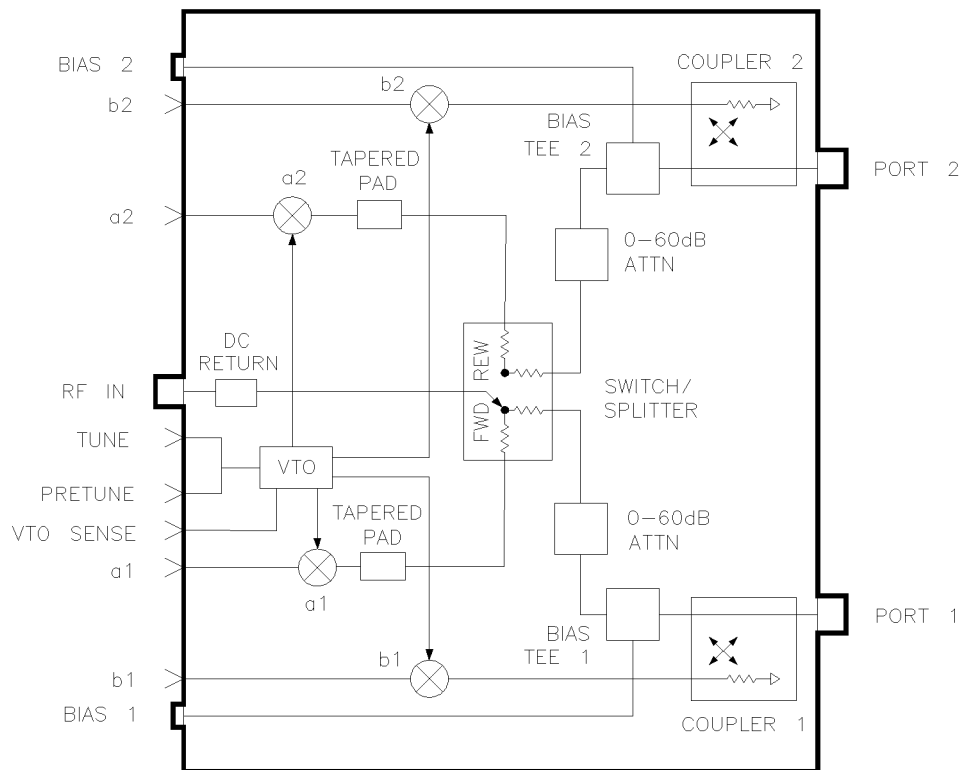 BIAS 2
b2
b2
COUPLER 2
BIAS
TEE 2
PORT 2
TAPERED
PAD
a2
a2
0-60dB
ATTN
DC
RETURN
RF IN
REW
FWD
SWITCH/
SPLITTER
TUNE
VTO
PRETUNE
VTO SENSE
TAPERED
PAD
0-60dB
ATTN
a1
a1
PORT 1
BIAS
TEE 1
b1
b1
BIAS 1
COUPLER 1